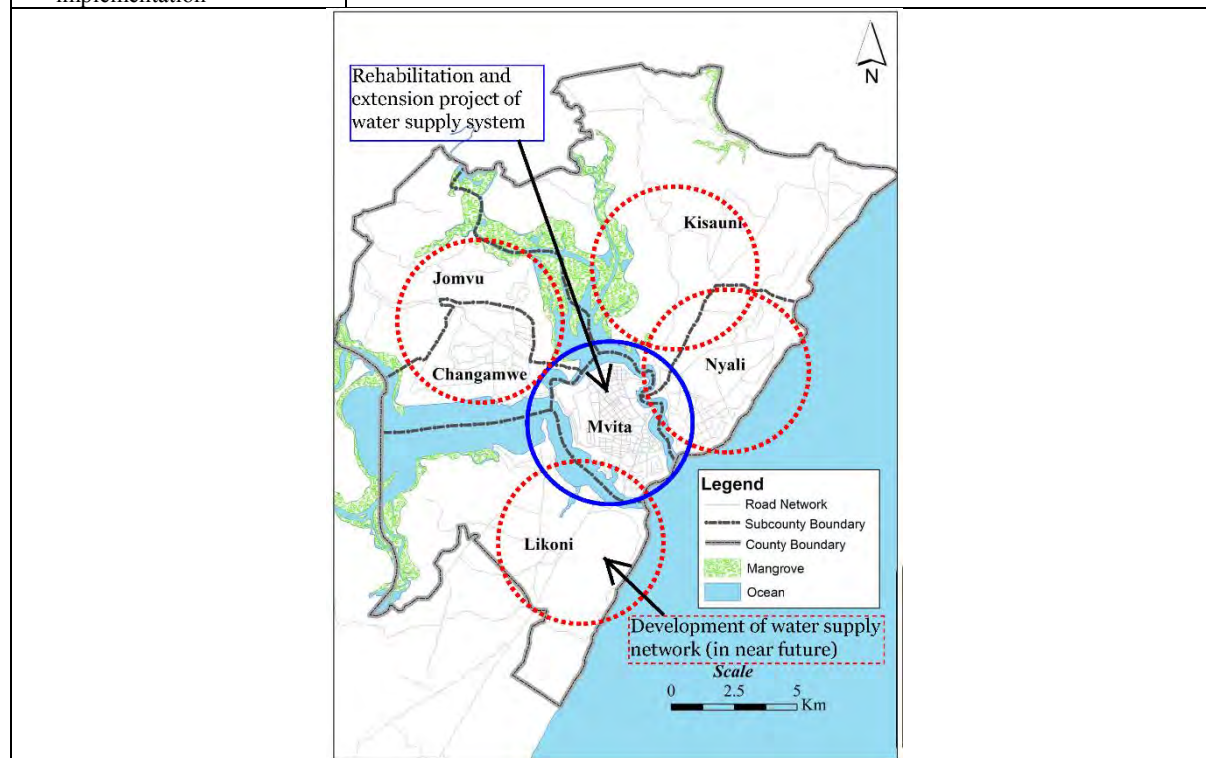 implementation
N
Rehabilitation and
extension project of
water supply system
Kisauni
Jomvu
Nyali
Changamwe
Mvita
Likoni
Legend
Road Network
Subcounty Boundary
County Boundary
Mangrove
Ocean
Development of water supply
network (in near future)
Scale
0 2.5 5
Km